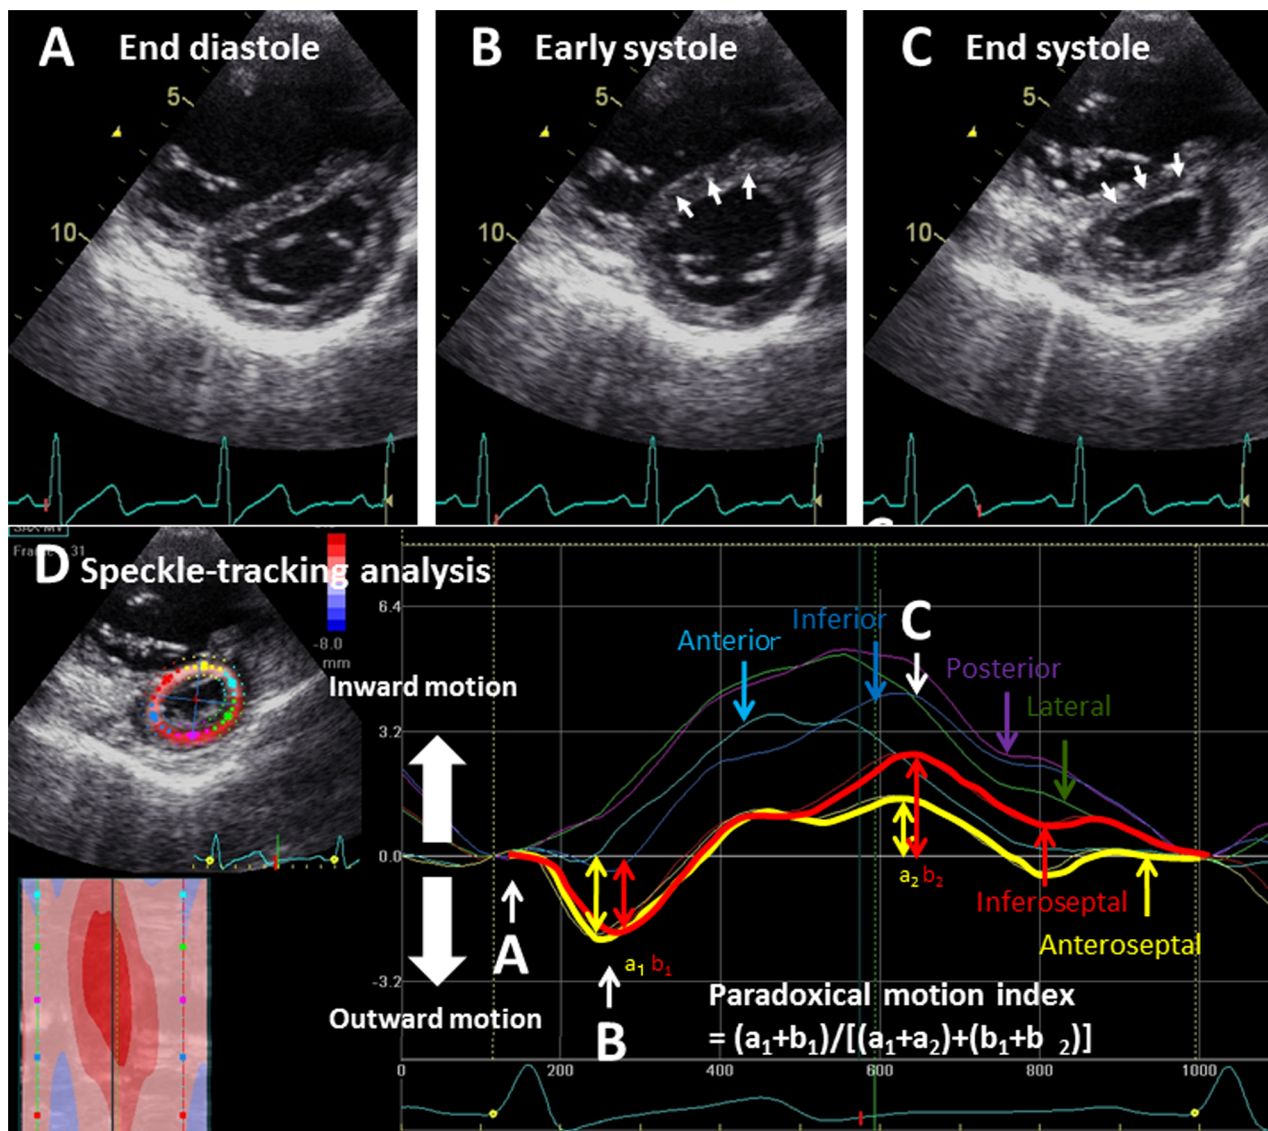 A End diastole
5
10
B Early systole
5
10
C End systole
5
10
D Speckle-tracking analysis
-8.0
mm
Inward motion
Outward motion
6.4
3.2
0.0
-3.2
Anterior
Inferior
C
Posterior
Lateral
a₂ b₂
Inferoseptal
Anteroseptal
A
a₁ b₁
B
Paradoxical motion index
= (a₁+b₁)/[(a₁+a₂)+(b₁+b ₂)]
0 200 400 600 800 1000